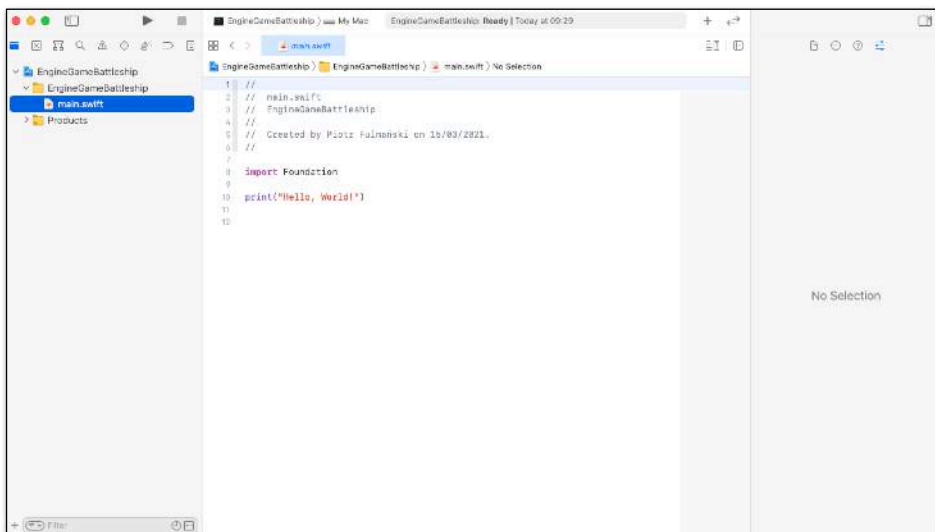 EngineGameBattleship 〉 My Mac
EngineGameBattleship: Ready | Today at 09:29
main.swift
EngineGameBattleship 〉 EngineGameBattleship 〉 main.swift 〉 No Selection
EngineGameBattleship
EngineGameBattleship
main.swift
Products
1 //
2 // main.swift
3 // EngineGameBattleship
4 //
5 // Created by Piotr Fulmański on 15/03/2021.
6 //
7
8 import Foundation
9
10 print("Hello, World!")
11
12
No Selection
Filter